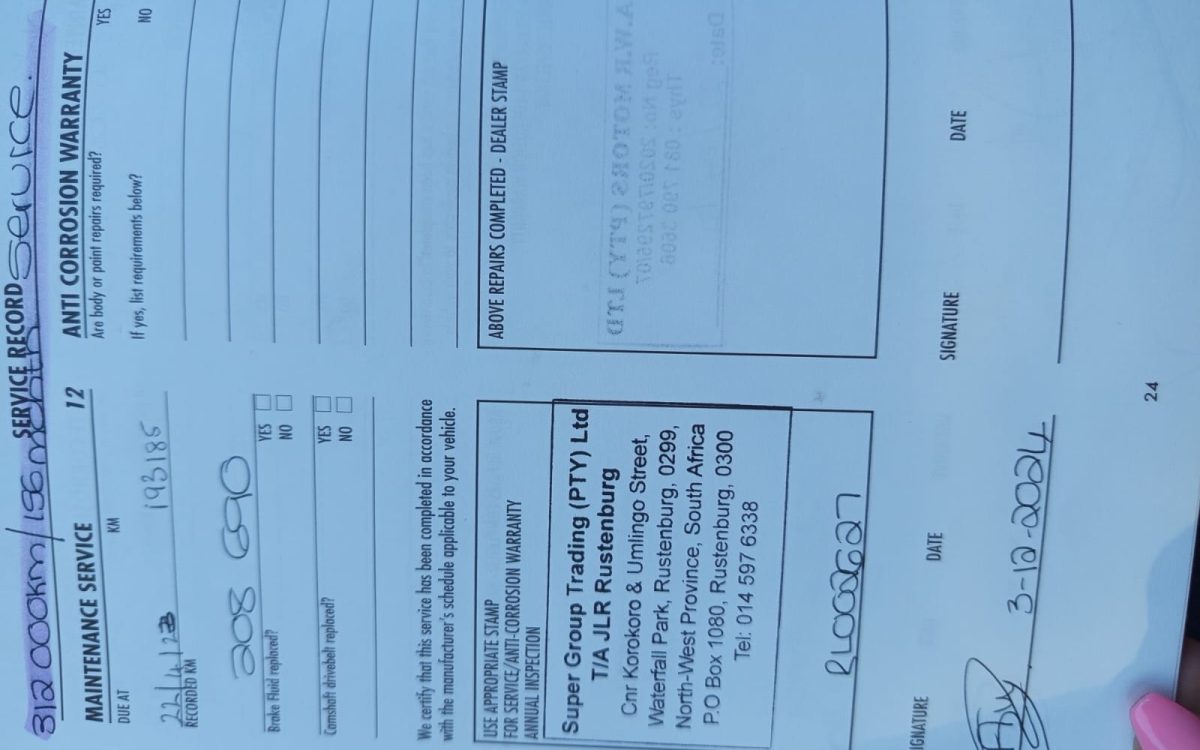 SERVICE RECORD
312 000km/156 month Service.
MAINTENANCE SERVICE 12
DUE AT KM
22/4/23 193185
RECORDED KM
208 690
Brake Fluid replaced? YES
NO
Camshaft drivebelt replaced? YES
NO
We certify that this service has been completed in accordance
with the manufacturer's schedule applicable to your vehicle.
USE APPROPRIATE STAMP
FOR SERVICE/ANTI-CORROSION WARRANTY
ANNUAL INSPECTION
Super Group Trading (PTY) Ltd
T/A JLR Rustenburg
Cnr Korokoro & Umlingo Street,
Waterfall Park, Rustenburg, 0299,
North-West Province, South Africa
P.O Box 1080, Rustenburg, 0300
Tel: 014 597 6338
RL002627
IGNATURE DATE
3-12-2024
ANTI CORROSION WARRANTY
Are body or paint repairs required? YES
NO
If yes, list requirements below?
ABOVE REPAIRS COMPLETED - DEALER STAMP
MOTORS (PTY) LTD
SIGNATURE DATE
24